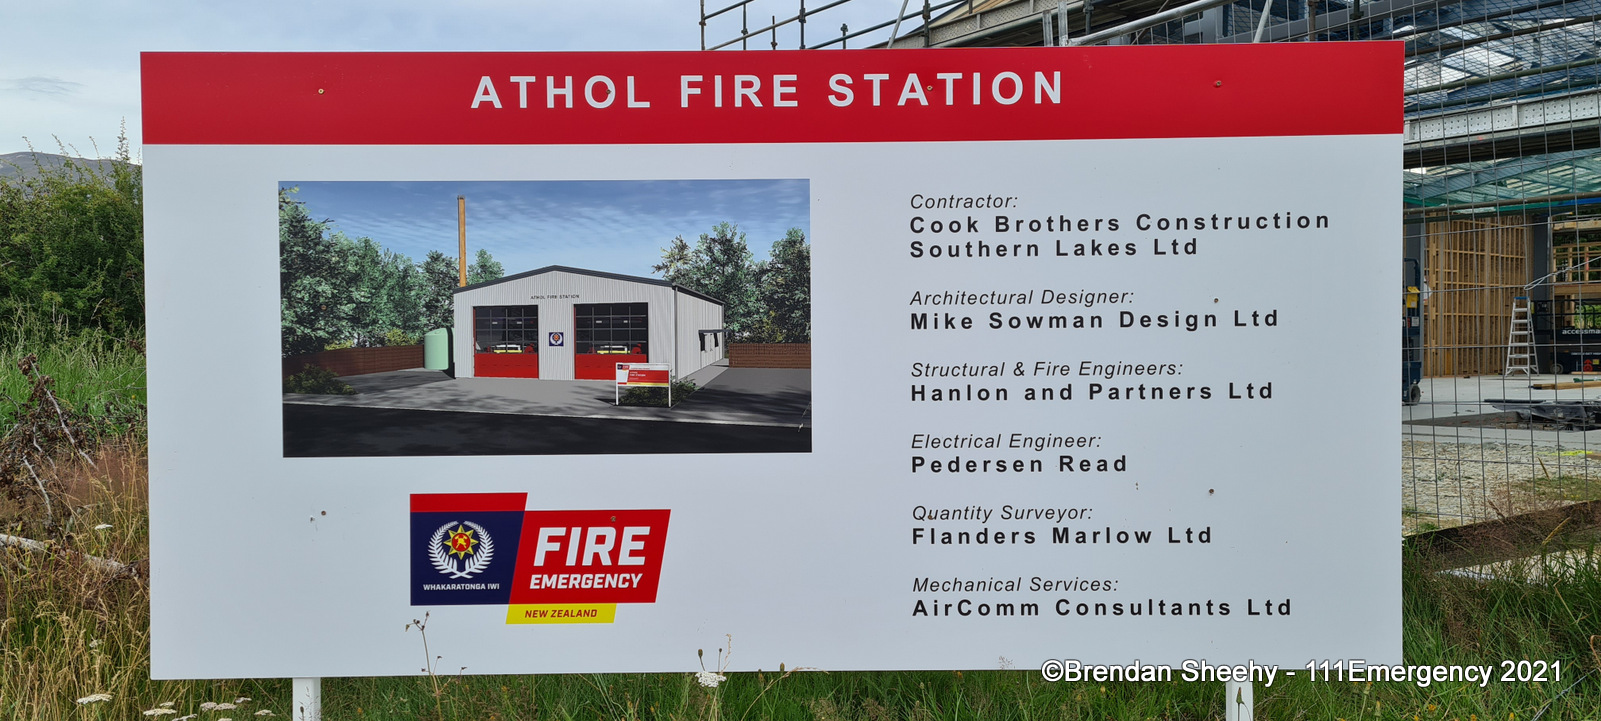 ATHOL FIRE STATION
ATHOL FIRE STATION
Contractor:
Cook Brothers Construction
Southern Lakes Ltd
Architectural Designer:
Mike Sowman Design Ltd
Structural & Fire Engineers:
Hanlon and Partners Ltd
Electrical Engineer:
Pedersen Read
Quantity Surveyor:
Flanders Marlow Ltd
Mechanical Services:
AirComm Consultants Ltd
WHAKARATONGA IWI
FIRE
EMERGENCY
NEW ZEALAND
©Brendan Sheehy - 111Emergency 2021